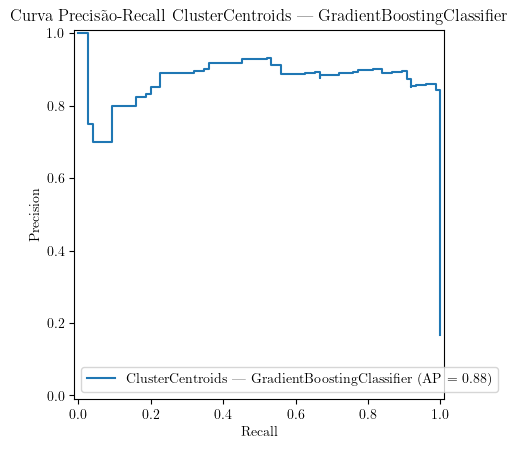 Curva Precisão-Recall ClusterCentroids — GradientBoostingClassifier
1.0
0.8
0.6
0.4
0.2
0.0
Precision
ClusterCentroids — GradientBoostingClassifier (AP = 0.88)
0.0 0.2 0.4 0.6 0.8 1.0
Recall